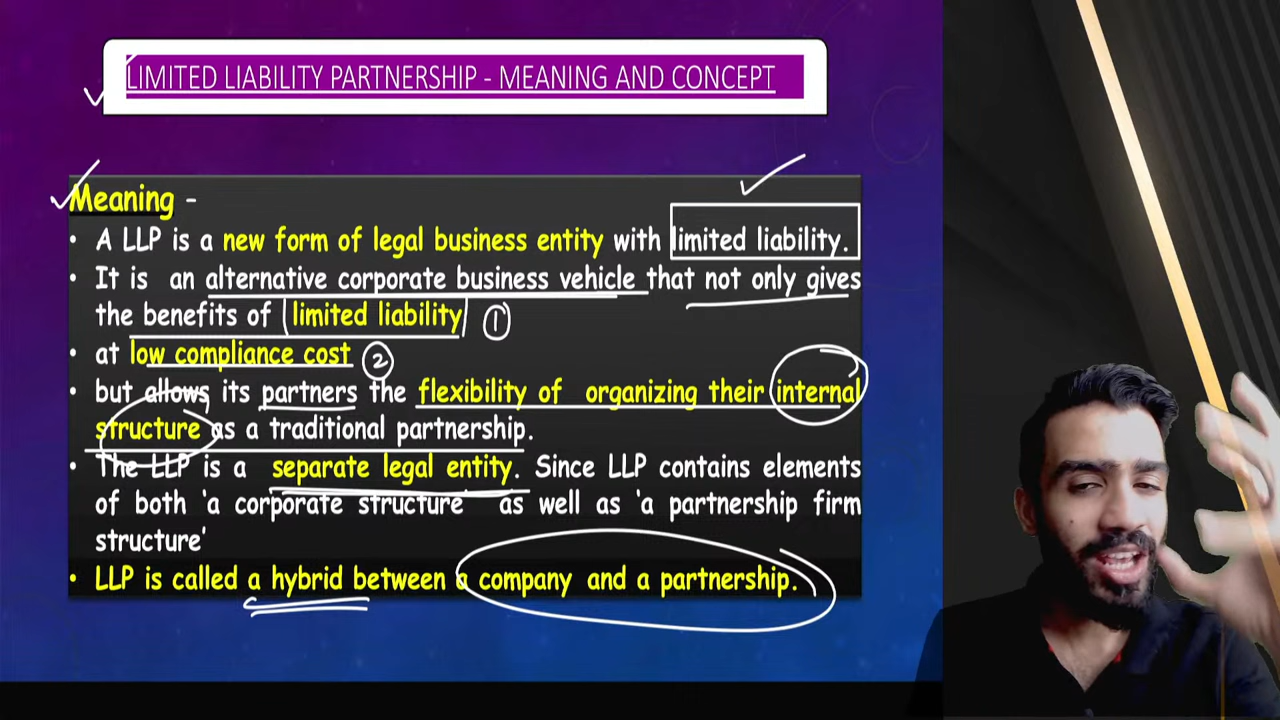 LIMITED LIABILITY PARTNERSHIP - MEANING AND CONCEPT
Meaning -
• A LLP is a new form of legal business entity with limited liability.
• It is an alternative corporate business vehicle that not only gives
the benefits of limited liability 1
• at low compliance cost 2
• but allows its partners the flexibility of organizing their internal
structure as a traditional partnership.
• The LLP is a separate legal entity. Since LLP contains elements
of both 'a corporate structure' as well as 'a partnership firm
structure'
• LLP is called a hybrid between a company and a partnership.